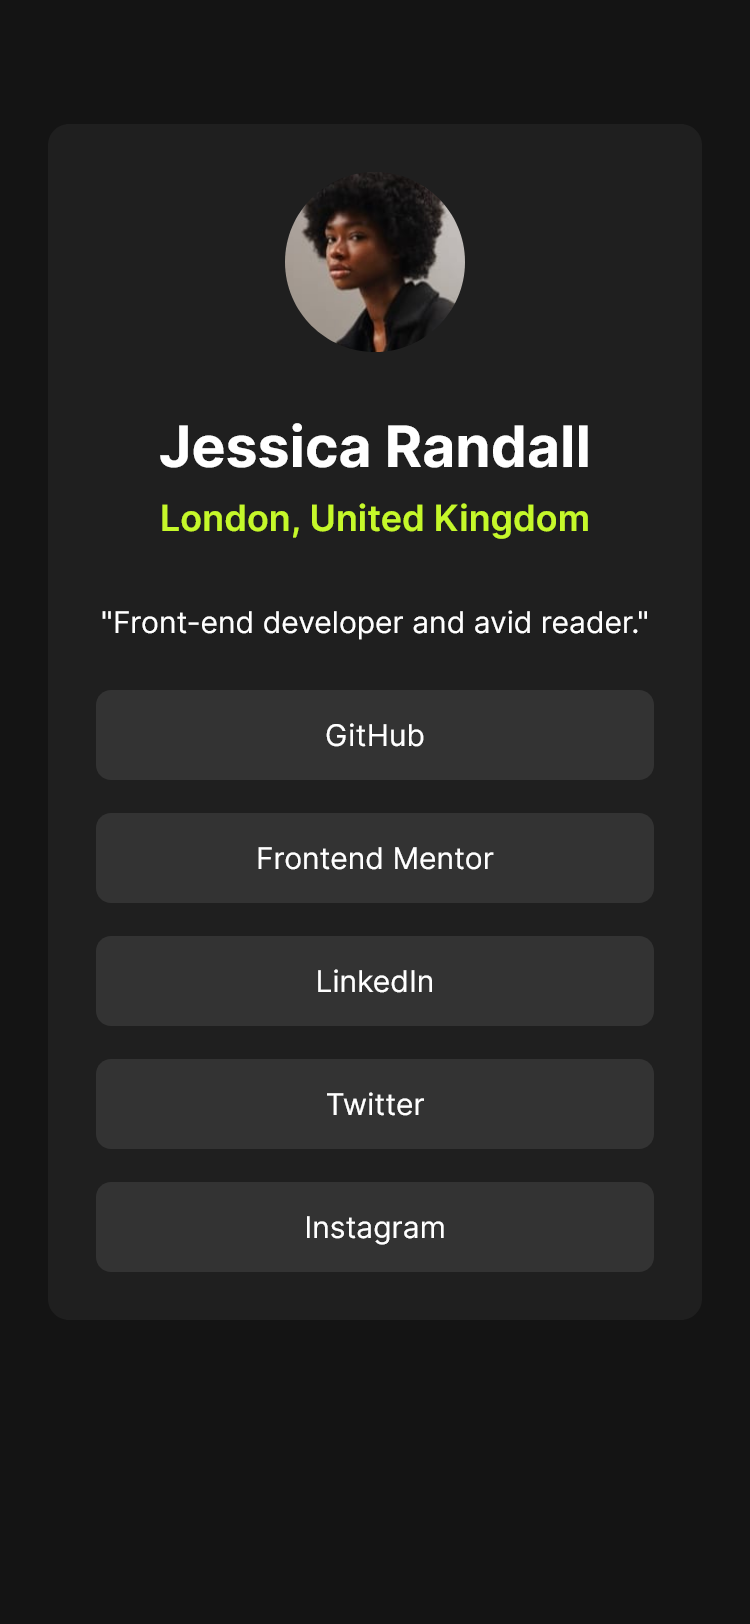 Jessica Randall
London, United Kingdom
"Front-end developer and avid reader."
GitHub
Frontend Mentor
LinkedIn
Twitter
Instagram